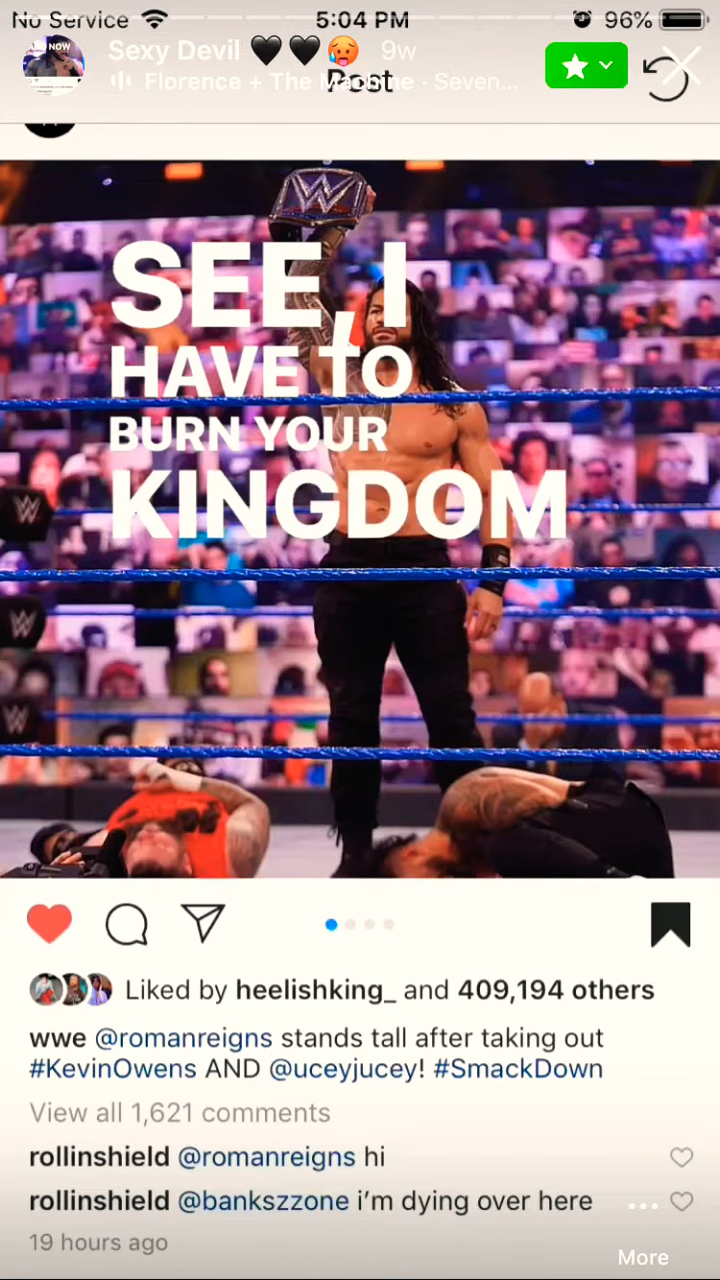 No Service 5:04 PM 96%
NOW
Sexy Devil 🖤🖤🥵 9w
Florence + The Machine · Seven...
Post
SEE, I
HAVE TO
BURN YOUR
KINGDOM
Liked by heelishking_ and 409,194 others
wwe @romanreigns stands tall after taking out
#KevinOwens AND @uceyjucey! #SmackDown
View all 1,621 comments
rollinshield @romanreigns hi
rollinshield @bankszzone i'm dying over here
19 hours ago
More